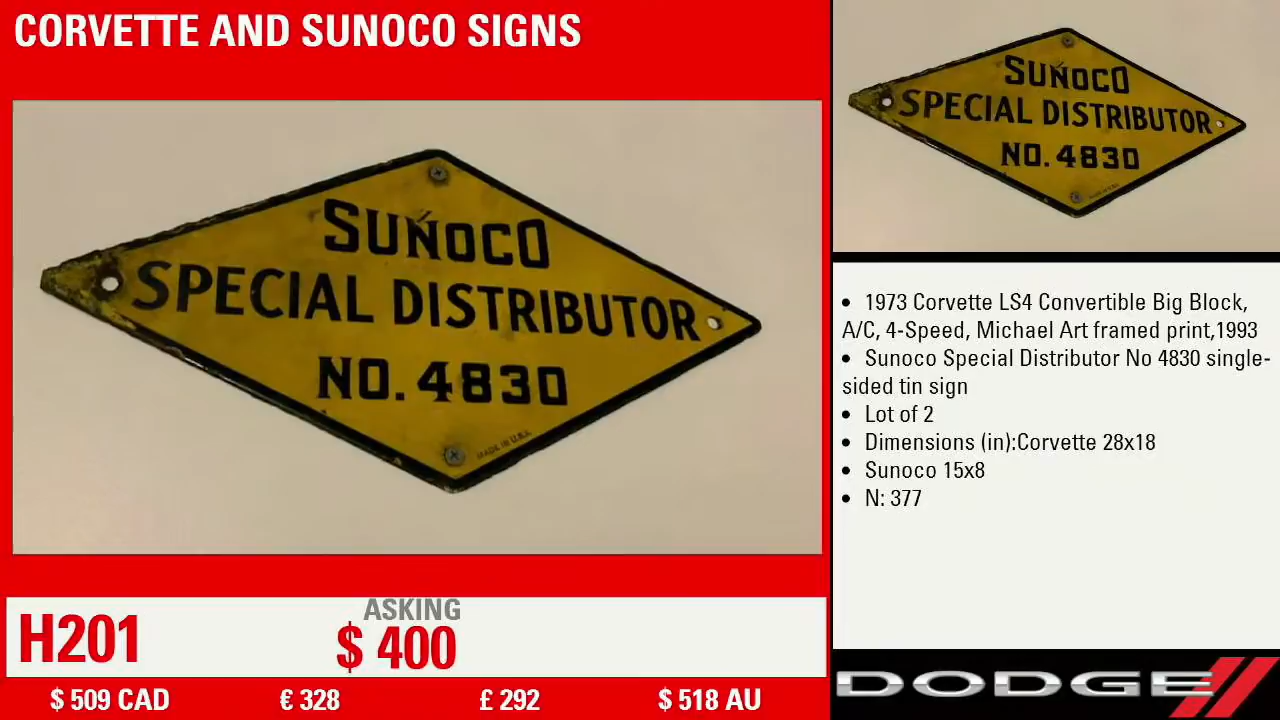 CORVETTE AND SUNOCO SIGNS
SUNOCO
SPECIAL DISTRIBUTOR
NO. 4830
MADE IN U.S.A.
SUNOCO
SPECIAL DISTRIBUTOR
NO. 4830
• 1973 Corvette LS4 Convertible Big Block,
A/C, 4-Speed, Michael Art framed print,1993
• Sunoco Special Distributor No 4830 single-
sided tin sign
• Lot of 2
• Dimensions (in):Corvette 28x18
• Sunoco 15x8
• N: 377
H201
ASKING
$ 400
$ 509 CAD € 328 £ 292 $ 518 AU
DODGE